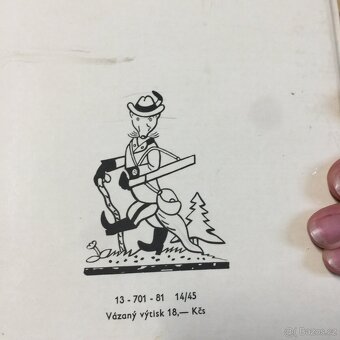 13 - 701 - 81 14/45
Vázaný výtisk 18,— Kčs